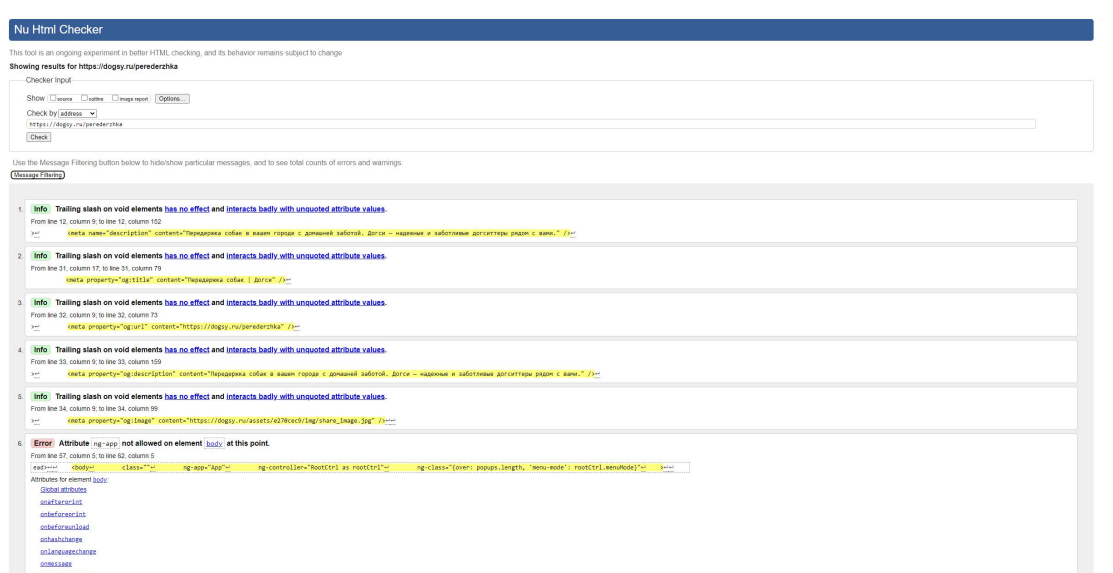 Nu Html Checker
This tool is an ongoing experiment in better HTML checking, and its behavior remains subject to change
Showing results for https://dogsy.ru/perederzhka
Checker Input
Show source outline image report Options...
Check by address
https://dogsy.ru/perederzhka
Check
Use the Message Filtering button below to hide/show particular messages, and to see total counts of errors and warnings.
Message Filtering
1. Info Trailing slash on void elements has no effect and interacts badly with unquoted attribute values.
From line 12, column 9; to line 12, column 152
>↩ <meta name="description" content="Передержка собак в вашем городе с домашней заботой. Догси — надежные и заботливые догситтеры рядом с вами." />↩
2. Info Trailing slash on void elements has no effect and interacts badly with unquoted attribute values.
From line 31, column 17; to line 31, column 79
<meta property="og:title" content="Передержка собак | Догси" />↩
3. Info Trailing slash on void elements has no effect and interacts badly with unquoted attribute values.
From line 32, column 9; to line 32, column 73
>↩ <meta property="og:url" content="https://dogsy.ru/perederzhka" />↩
4. Info Trailing slash on void elements has no effect and interacts badly with unquoted attribute values.
From line 33, column 9; to line 33, column 159
>↩ <meta property="og:description" content="Передержка собак в вашем городе с домашней заботой. Догси — надежные и заботливые догситтеры рядом с вами." />↩
5. Info Trailing slash on void elements has no effect and interacts badly with unquoted attribute values.
From line 34, column 9; to line 34, column 99
>↩ <meta property="og:image" content="https://dogsy.ru/assets/e270cec9/img/share_image.jpg" />↩↩
6. Error Attribute ng-app not allowed on element body at this point.
From line 57, column 5; to line 62, column 5
ead>↩↩ <body↩ class=""↩ ng-app="App"↩ ng-controller="RootCtrl as rootCtrl"↩ ng-class="{over: popups.length, 'menu-mode': rootCtrl.menuMode}"↩ >↩↩
Attributes for element body:
Global attributes
onafterprint
onbeforeprint
onbeforeunload
onhashchange
onlanguagechange
onmessage